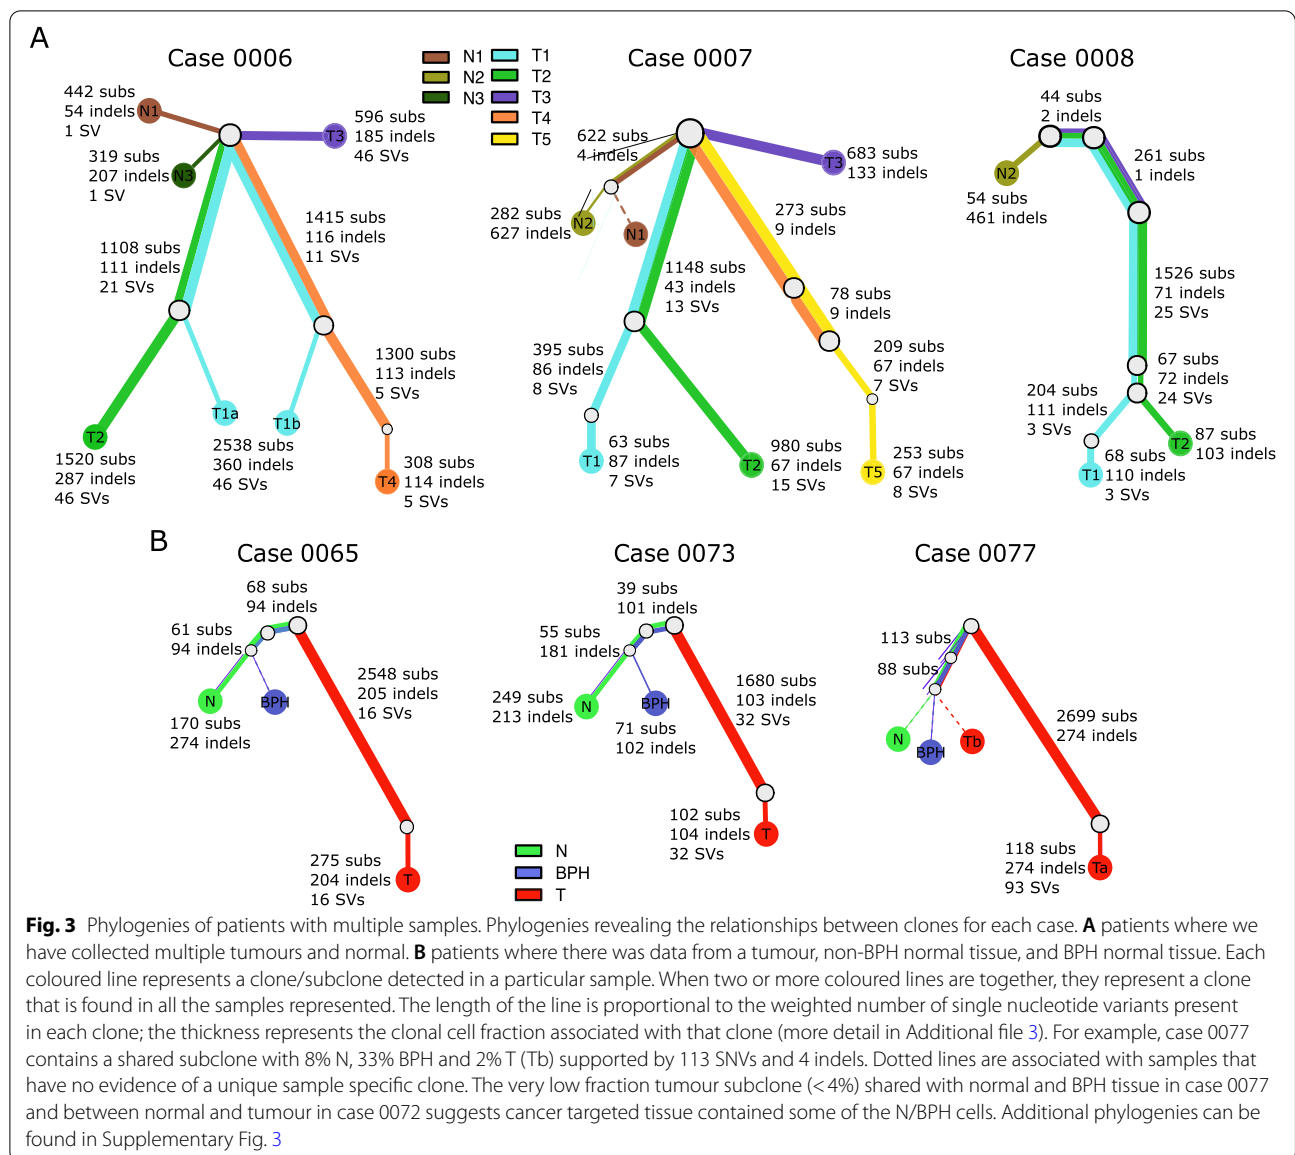 A
Case 0006
N1
N2
N3
T1
T2
T3
T4
T5
Case 0007
Case 0008
442 subs
54 indels
1 SV
N1
596 subs
185 indels
46 SVs
T3
319 subs
207 indels
1 SV
N3
1415 subs
116 indels
11 SVs
1108 subs
111 indels
21 SVs
1300 subs
113 indels
5 SVs
T2
1520 subs
287 indels
46 SVs
T1a
T1b
2538 subs
360 indels
46 SVs
T4
308 subs
114 indels
5 SVs
622 subs
4 indels
T3
683 subs
133 indels
282 subs
627 indels
N2
N1
273 subs
9 indels
1148 subs
43 indels
13 SVs
78 subs
9 indels
395 subs
86 indels
8 SVs
209 subs
67 indels
7 SVs
T1
63 subs
87 indels
7 SVs
T2
980 subs
67 indels
15 SVs
T5
253 subs
67 indels
8 SVs
44 subs
2 indels
N2
54 subs
461 indels
261 subs
1 indels
1526 subs
71 indels
25 SVs
67 subs
72 indels
24 SVs
204 subs
111 indels
3 SVs
T2
87 subs
103 indels
T1
68 subs
110 indels
3 SVs
B
Case 0065
Case 0073
Case 0077
68 subs
94 indels
61 subs
94 indels
N
BPH
170 subs
274 indels
2548 subs
205 indels
16 SVs
275 subs
204 indels
16 SVs
T
39 subs
101 indels
55 subs
181 indels
249 subs
213 indels
N
BPH
71 subs
102 indels
1680 subs
103 indels
32 SVs
102 subs
104 indels
32 SVs
T
N
BPH
T
113 subs
88 subs
N
BPH
Tb
2699 subs
274 indels
118 subs
274 indels
93 SVs
Ta
Fig. 3 Phylogenies of patients with multiple samples. Phylogenies revealing the relationships between clones for each case. A patients where we
have collected multiple tumours and normal. B patients where there was data from a tumour, non-BPH normal tissue, and BPH normal tissue. Each
coloured line represents a clone/subclone detected in a particular sample. When two or more coloured lines are together, they represent a clone
that is found in all the samples represented. The length of the line is proportional to the weighted number of single nucleotide variants present
in each clone; the thickness represents the clonal cell fraction associated with that clone (more detail in Additional file 3). For example, case 0077
contains a shared subclone with 8% N, 33% BPH and 2% T (Tb) supported by 113 SNVs and 4 indels. Dotted lines are associated with samples that
have no evidence of a unique sample specific clone. The very low fraction tumour subclone (< 4%) shared with normal and BPH tissue in case 0077
and between normal and tumour in case 0072 suggests cancer targeted tissue contained some of the N/BPH cells. Additional phylogenies can be
found in Supplementary Fig. 3